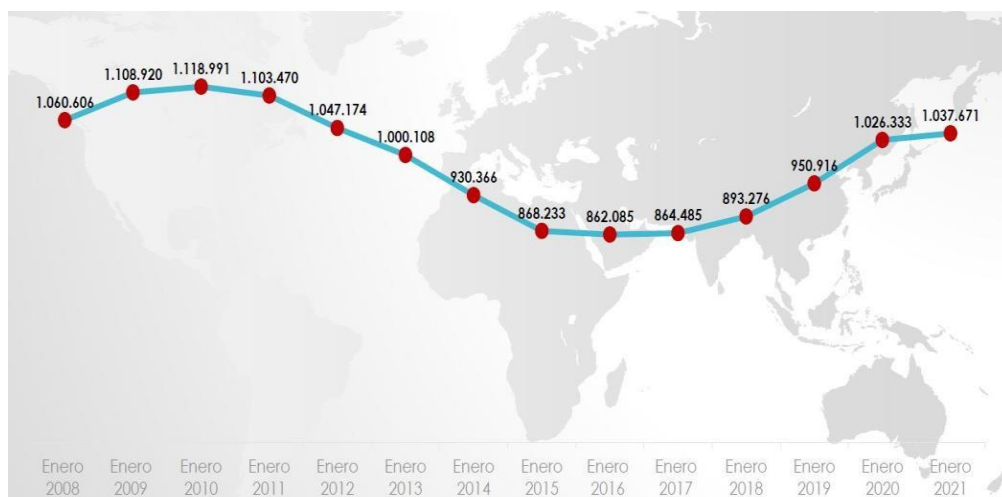 1.060.606
1.108.920
1.118.991
1.103.470
1.047.174
1.000.108
930.366
868.233
862.085
864.485
893.276
950.916
1.026.333
1.037.671
Enero
2008
Enero
2009
Enero
2010
Enero
2011
Enero
2012
Enero
2013
Enero
2014
Enero
2015
Enero
2016
Enero
2017
Enero
2018
Enero
2019
Enero
2020
Enero
2021